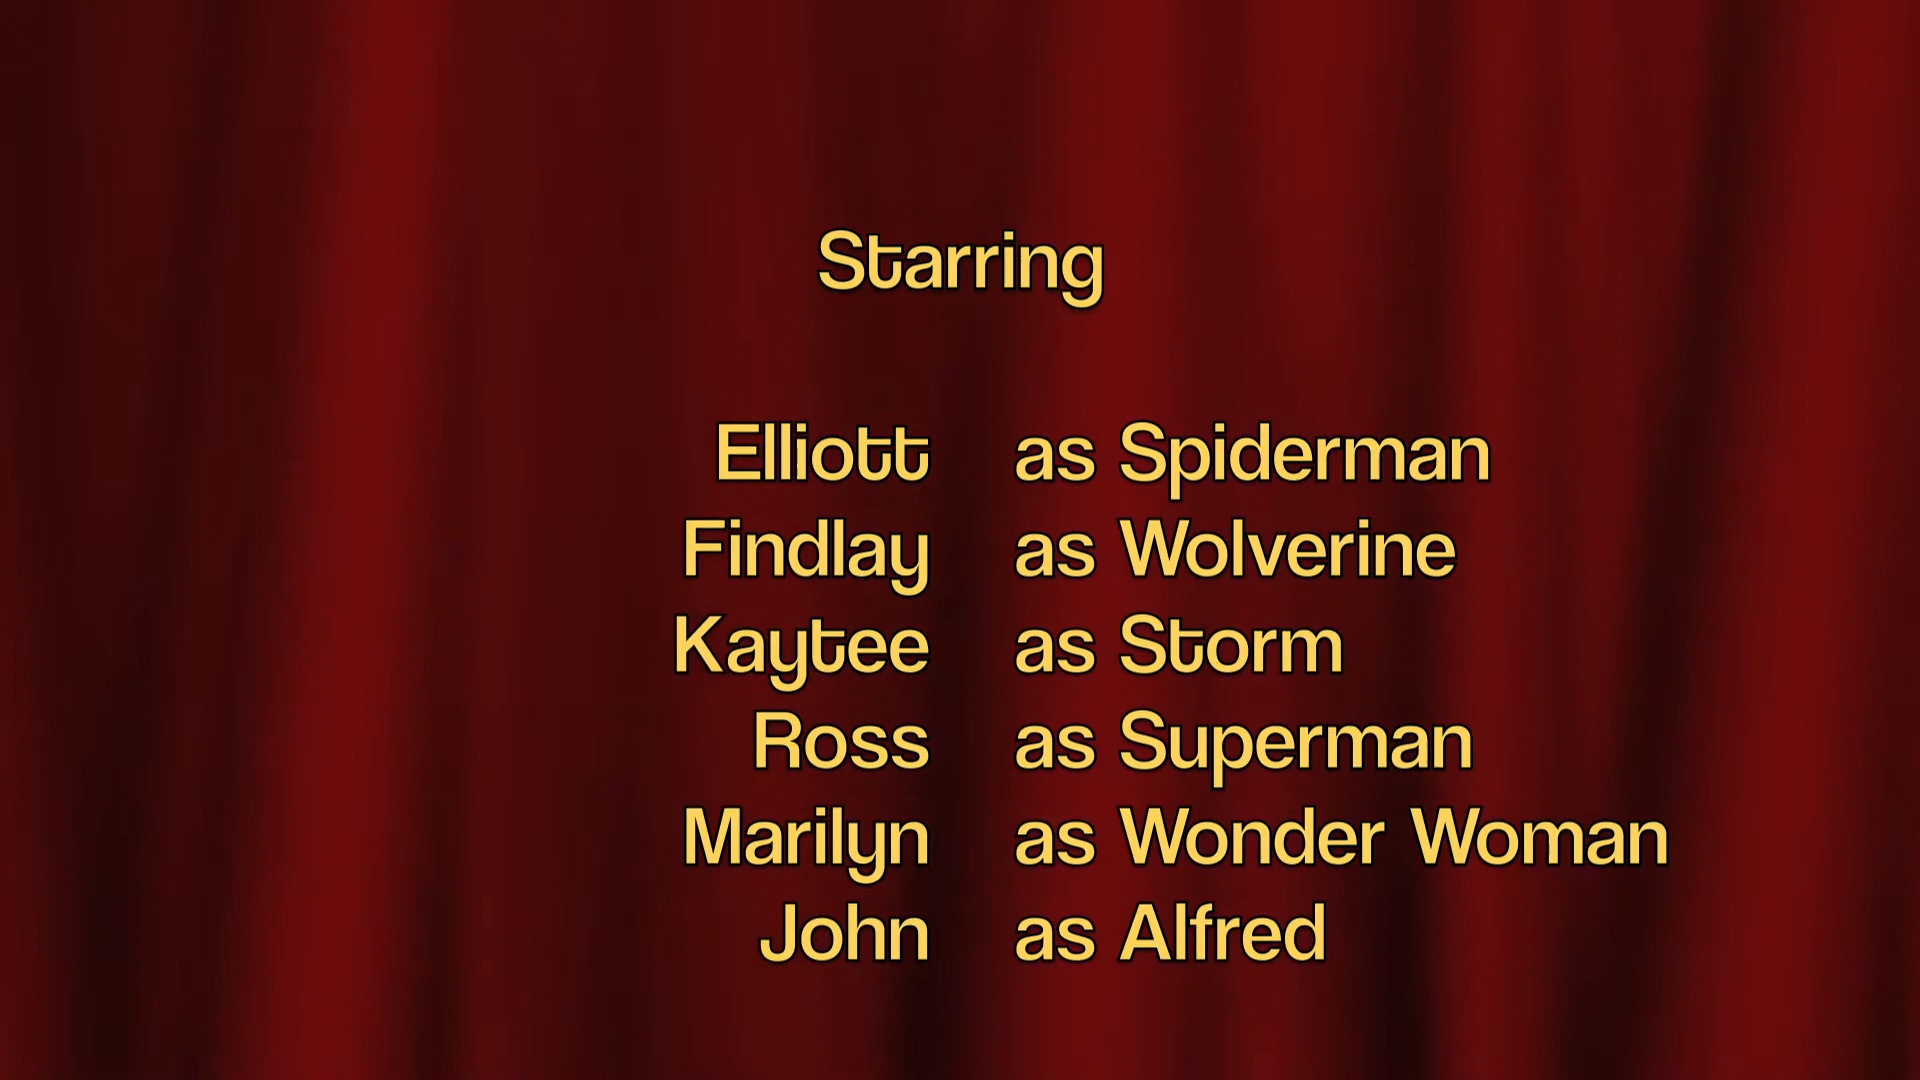 Starring
Elliott as Spiderman
Findlay as Wolverine
Kaytee as Storm
Ross as Superman
Marilyn as Wonder Woman
John as Alfred